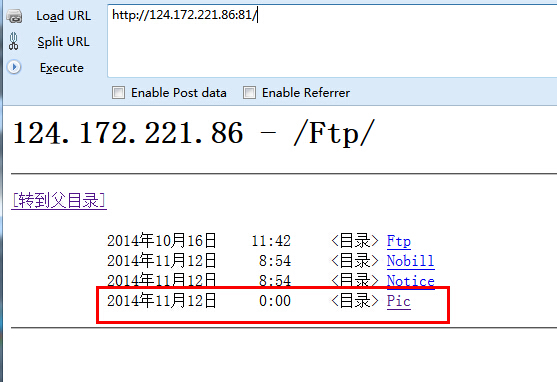 Load URL
http://124.172.221.86:81/
Split URL
Execute
Enable Post data Enable Referrer
124.172.221.86 - /Ftp/
[转到父目录]
2014年10月16日 11:42 <目录> Ftp
2014年11月12日 8:54 <目录> Nobill
2014年11月12日 8:54 <目录> Notice
2014年11月12日 0:00 <目录> Pic